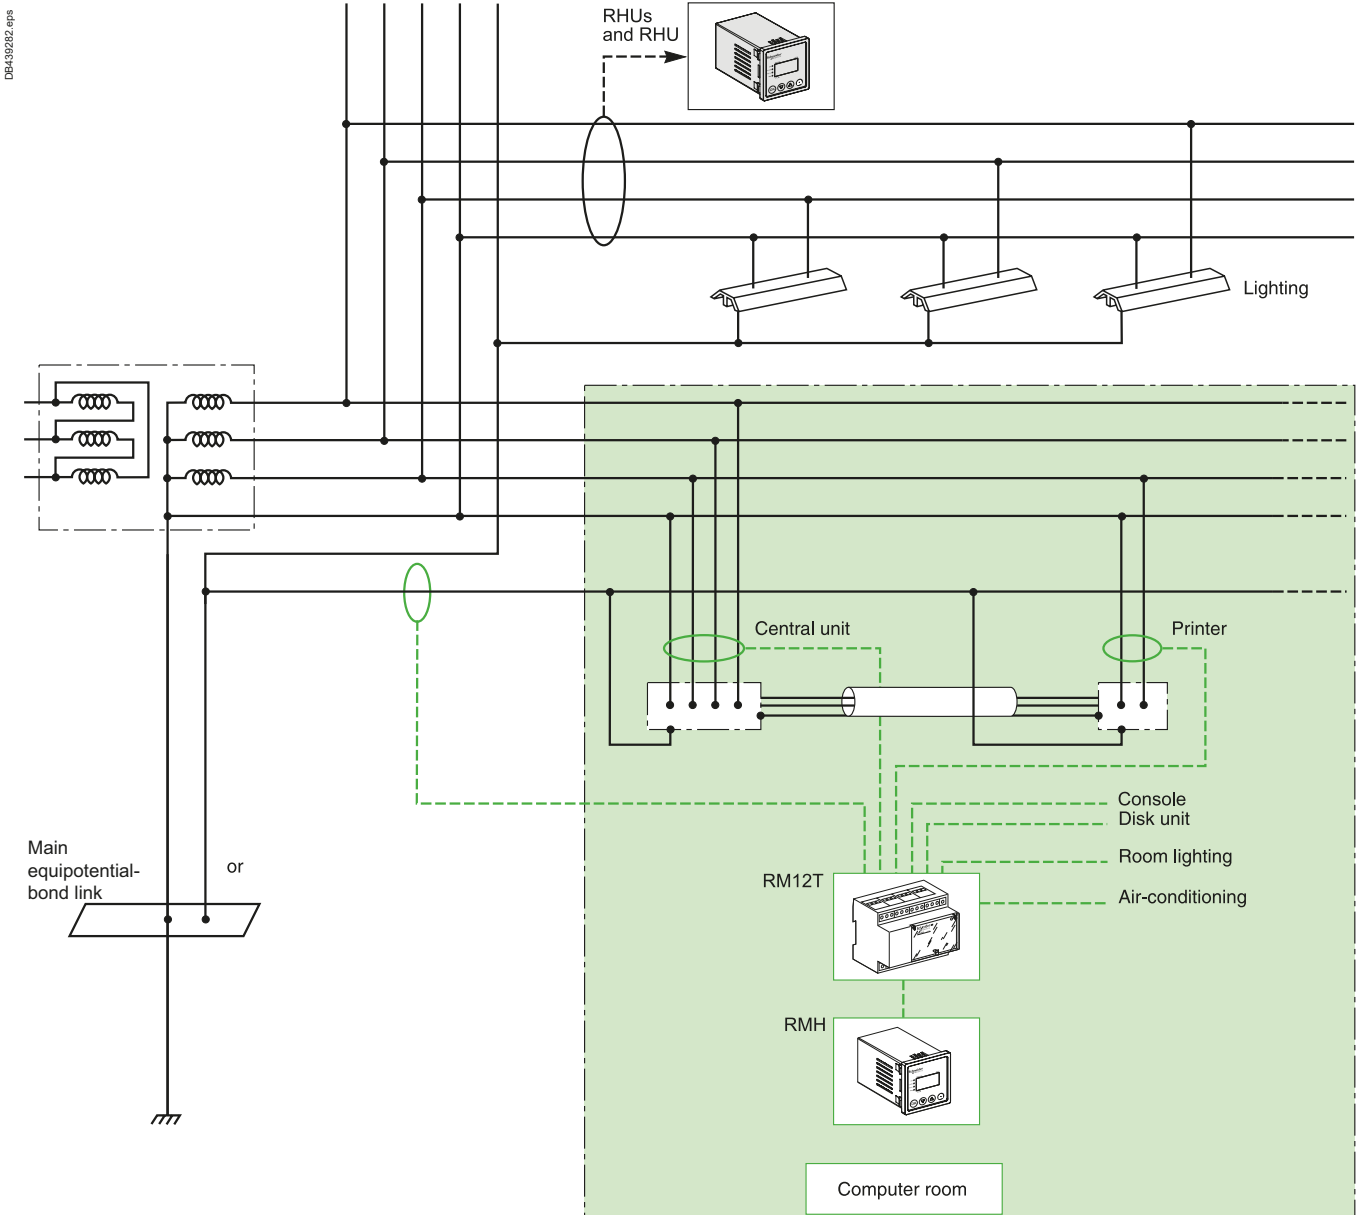 DB439282.eps
RHUs
and RHU
Lighting
Central unit
Printer
Console
Disk unit
Room lighting
Air-conditioning
Main
equipotential-
bond link
or
RM12T
RMH
Computer room